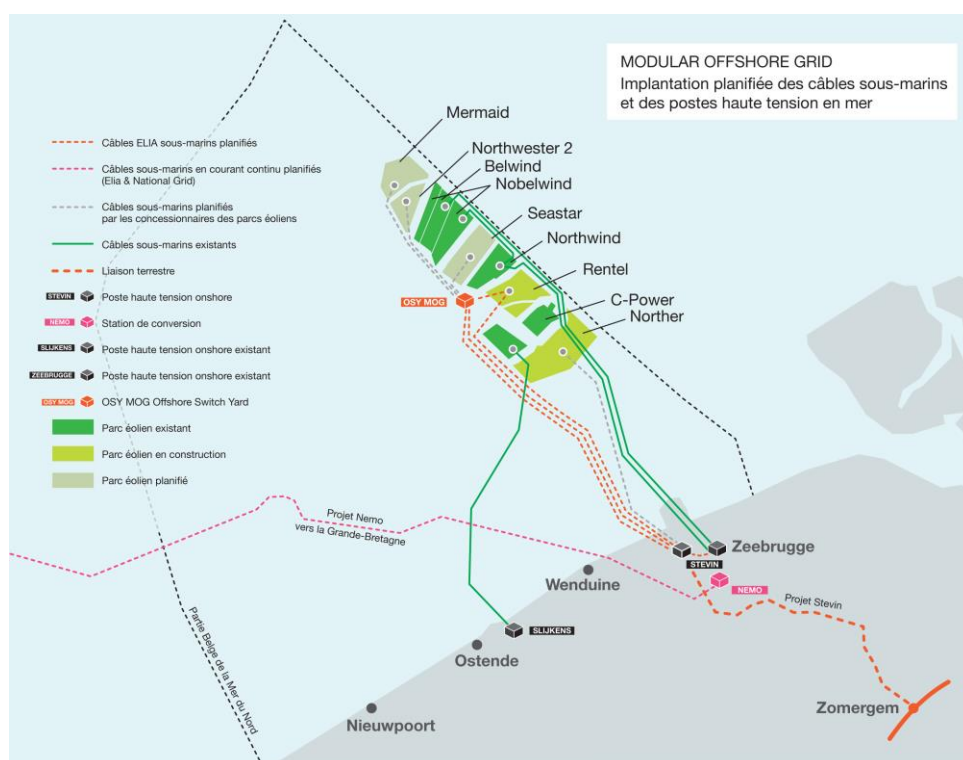 MODULAR OFFSHORE GRID
Implantation planifiée des câbles sous-marins
et des postes haute tension en mer
Mermaid
Northwester 2
Belwind
Nobelwind
Seastar
Northwind
Rentel
C-Power
Norther
OSY MOG
Câbles ELIA sous-marins planifiés
Câbles sous-marins en courant continu planifiés
(Elia & National Grid)
Câbles sous-marins planifiés
par les concessionnaires des parcs éoliens
Câbles sous-marins existants
Liaison terrestre
STEVIN Poste haute tension onshore
NEMO Station de conversion
SLIJKENS Poste haute tension onshore existant
ZEEBRUGGE Poste haute tension onshore existant
OSY MOG OSY MOG Offshore Switch Yard
Parc éolien existant
Parc éolien en construction
Parc éolien planifié
Projet Nemo
vers la Grande-Bretagne
Partie Belge de la Mer du Nord
Zeebrugge
STEVIN
NEMO
Wenduine
Projet Stevin
SLIJKENS
Ostende
Nieuwpoort
Zomergem